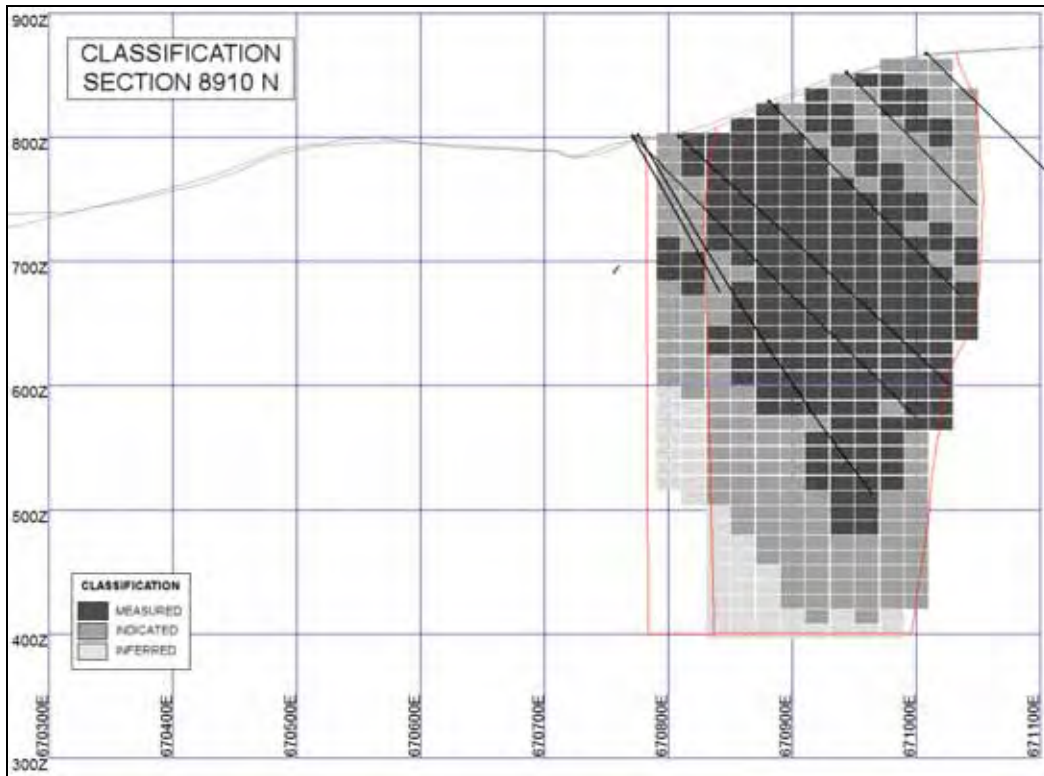 900Z
CLASSIFICATION
SECTION 8910 N
800Z
700Z
600Z
500Z
CLASSIFICATION
MEASURED
INDICATED
INFERRED
400Z
670300E
670400E
670500E
670600E
670700E
670800E
670900E
671000E
671100E
300Z